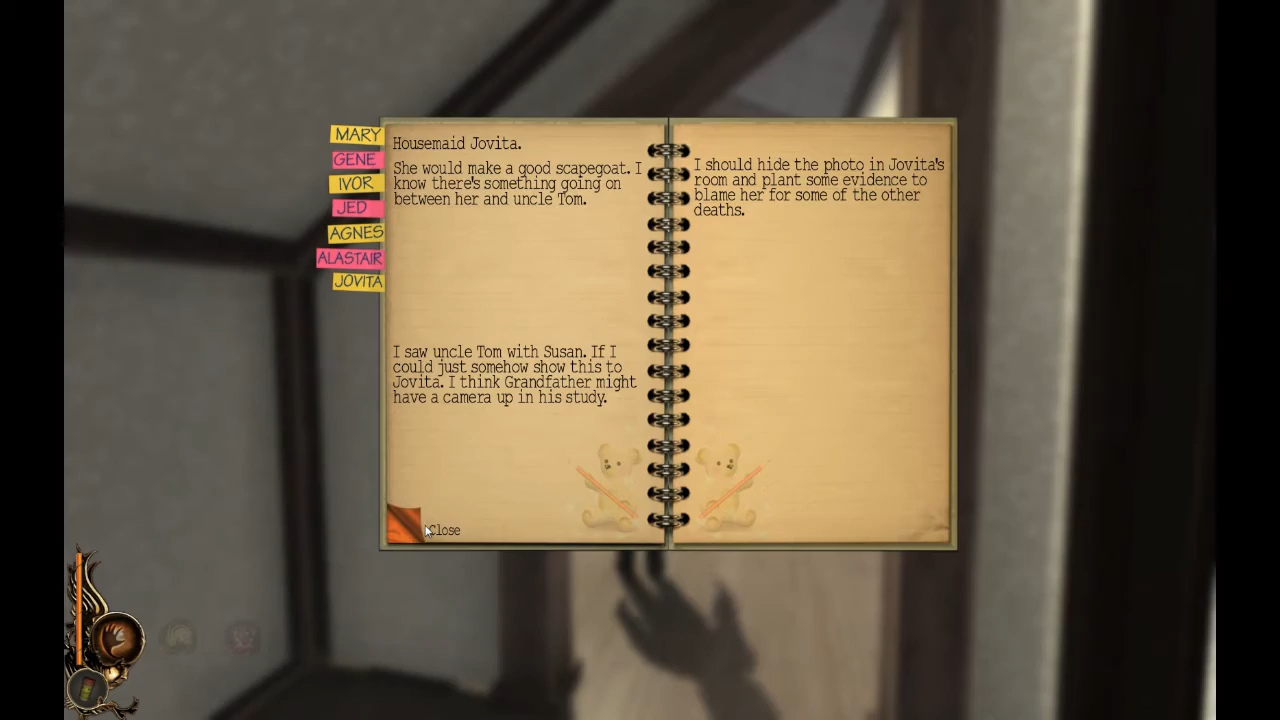 MARY
GENE
IVOR
JED
AGNES
ALASTAIR
JOVITA
Housemaid Jovita.
She would make a good scapegoat. I
know there's something going on
between her and uncle Tom.
I saw uncle Tom with Susan. If I
could just somehow show this to
Jovita. I think Grandfather might
have a camera up in his study.
Close
I should hide the photo in Jovita's
room and plant some evidence to
blame her for some of the other
deaths.